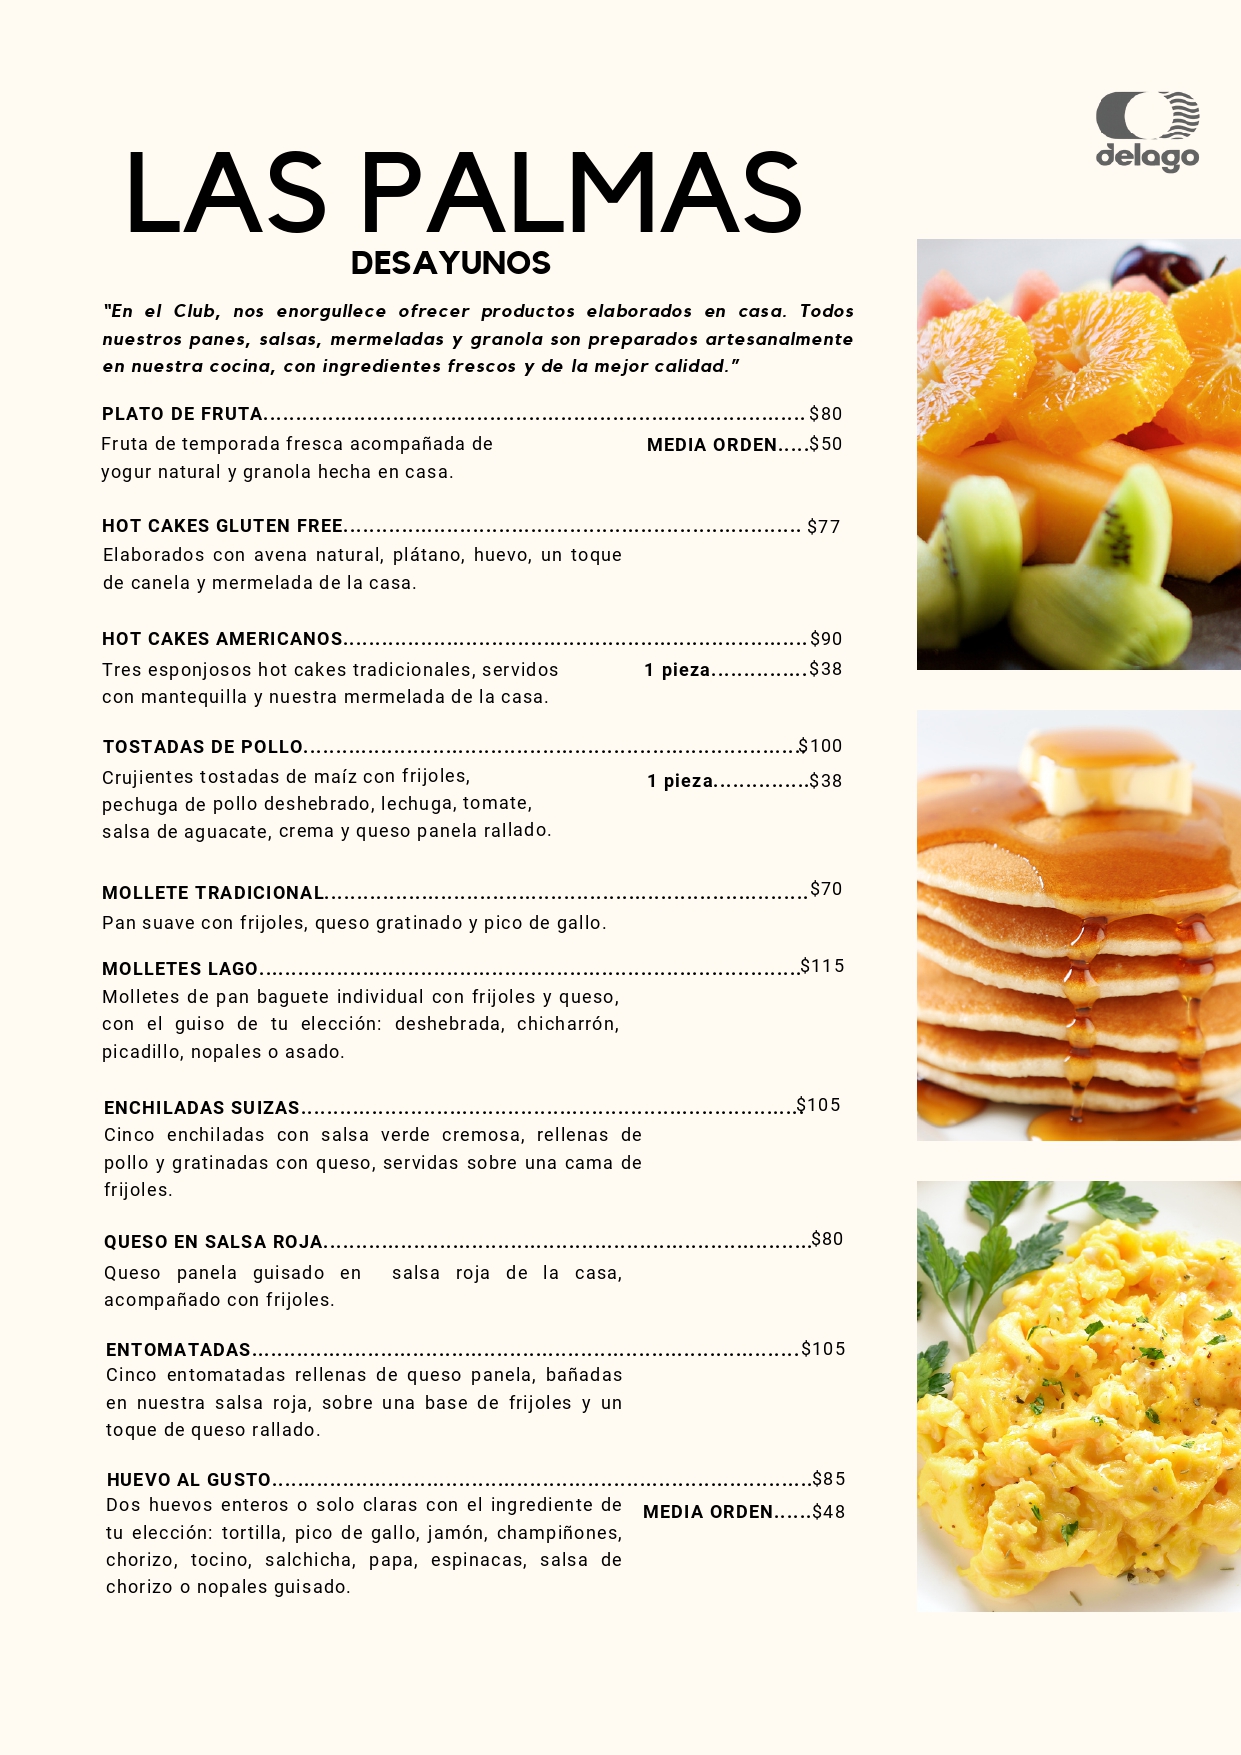 delago
LAS PALMAS
DESAYUNOS
"En el Club, nos enorgullece ofrecer productos elaborados en casa. Todos
nuestros panes, salsas, mermeladas y granola son preparados artesanalmente
en nuestra cocina, con ingredientes frescos y de la mejor calidad.”
PLATO DE FRUTA.................................................................................... $80
Fruta de temporada fresca acompañada de MEDIA ORDEN.....$50
yogur natural y granola hecha en casa.
HOT CAKES GLUTEN FREE....................................................................... $77
Elaborados con avena natural, plátano, huevo, un toque
de canela y mermelada de la casa.
HOT CAKES AMERICANOS........................................................................$90
Tres esponjosos hot cakes tradicionales, servidos 1 pieza...............$38
con mantequilla y nuestra mermelada de la casa.
TOSTADAS DE POLLO..............................................................................$100
Crujientes tostadas de maíz con frijoles, 1 pieza...............$38
pechuga de pollo deshebrado, lechuga, tomate,
salsa de aguacate, crema y queso panela rallado.
MOLLETE TRADICIONAL...........................................................................$70
Pan suave con frijoles, queso gratinado y pico de gallo.
MOLLETES LAGO....................................................................................$115
Molletes de pan baguete individual con frijoles y queso,
con el guiso de tu elección: deshebrada, chicharrón,
picadillo, nopales o asado.
ENCHILADAS SUIZAS..............................................................................$105
Cinco enchiladas con salsa verde cremosa, rellenas de
pollo y gratinadas con queso, servidas sobre una cama de
frijoles.
QUESO EN SALSA ROJA...........................................................................$80
Queso panela guisado en salsa roja de la casa,
acompañado con frijoles.
ENTOMATADAS.....................................................................................$105
Cinco entomatadas rellenas de queso panela, bañadas
en nuestra salsa roja, sobre una base de frijoles y un
toque de queso rallado.
HUEVO AL GUSTO...................................................................................$85
Dos huevos enteros o solo claras con el ingrediente de MEDIA ORDEN......$48
tu elección: tortilla, pico de gallo, jamón, champiñones,
chorizo, tocino, salchicha, papa, espinacas, salsa de
chorizo o nopales guisado.